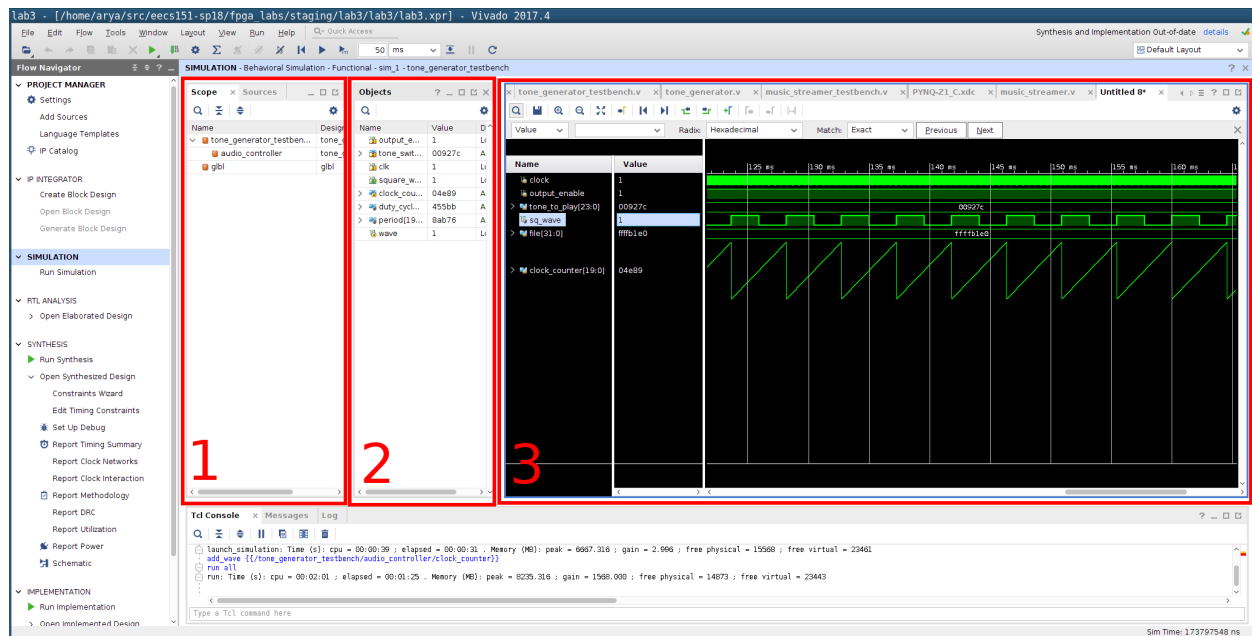 lab3 - [/home/arya/src/eecs151-sp18/fpga_labs/staging/lab3/lab3/lab3.xpr] - Vivado 2017.4
File Edit Flow Tools Window Layout View Run Help Q- Quick Access
Synthesis and Implementation Out-of-date details
50 ms
Default Layout
Flow Navigator
PROJECT MANAGER
Settings
Add Sources
Language Templates
IP Catalog
IP INTEGRATOR
Create Block Design
Open Block Design
Generate Block Design
SIMULATION
Run Simulation
RTL ANALYSIS
Open Elaborated Design
SYNTHESIS
Run Synthesis
Open Synthesized Design
Constraints Wizard
Edit Timing Constraints
Set Up Debug
Report Timing Summary
Report Clock Networks
Report Clock Interaction
Report Methodology
Report DRC
Report Utilization
Report Power
Schematic
IMPLEMENTATION
Run Implementation
Open Implemented Design
SIMULATION - Behavioral Simulation - Functional - sim_1 - tone_generator_testbench
Scope Sources
Name Design
tone_generator_testben... tone_
audio_controller tone_
glbl glbl
1
Objects
Name Value D
output_e... 1 Lo
tone_swit... 00927c A
clk 1 Lo
square_w... 1 Lo
clock_cou... 04e89 A
duty_cycl... 455bb A
period[19... 8ab76 A
wave 1 Lo
2
tone_generator_testbench.v tone_generator.v music_streamer_testbench.v PYNQ-Z1_C.xdc music_streamer.v Untitled 8*
Value Radix: Hexadecimal Match: Exact Previous Next
Name Value
125 ms 130 ms 135 ms 140 ms 145 ms 150 ms 155 ms 160 ms
clock 1
output_enable 1
tone_to_play[23:0] 00927c 00927c
sq_wave 1
file[31:0] ffffb1e0 ffffb1e0
clock_counter[19:0] 04e89
3
Tcl Console Messages Log
launch_simulation: Time (s): cpu = 00:00:39 ; elapsed = 00:00:31 . Memory (MB): peak = 6667.316 ; gain = 2.996 ; free physical = 15568 ; free virtual = 23461
add_wave {{/tone_generator_testbench/audio_controller/clock_counter}}
run all
run: Time (s): cpu = 00:02:01 ; elapsed = 00:01:25 . Memory (MB): peak = 8235.316 ; gain = 1568.000 ; free physical = 14873 ; free virtual = 23443
Type a Tcl command here
Sim Time: 173797548 ns